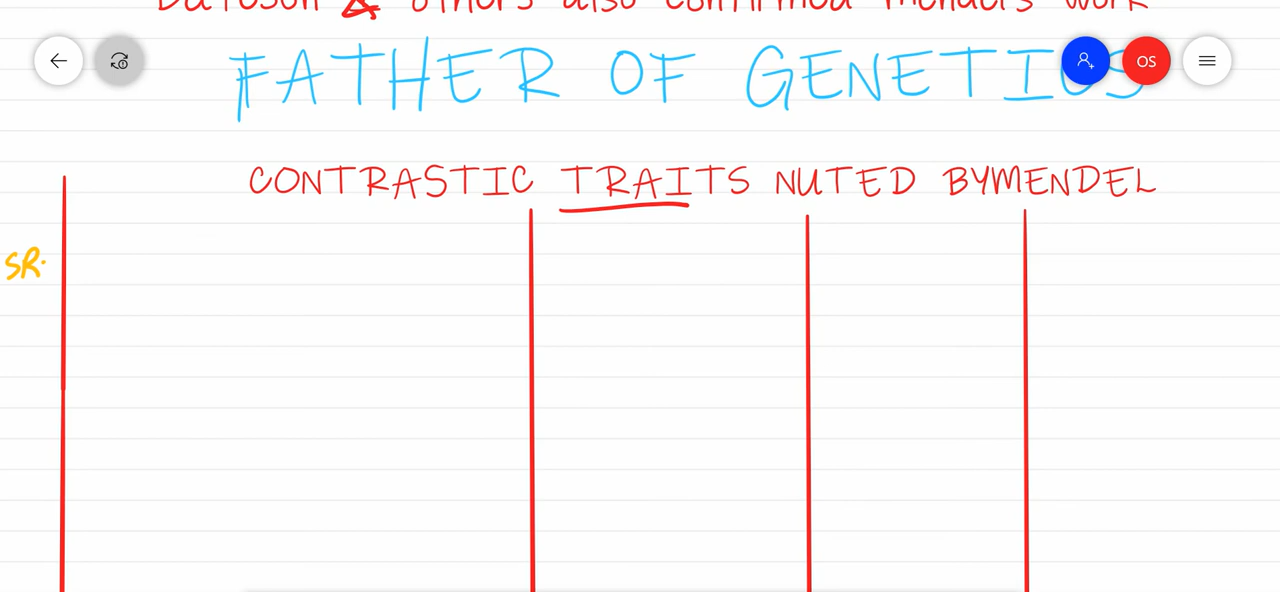 Bateson & others also confirmed mendel's work
FATHER OF GENETICS
OS
CONTRASTIC TRAITS NUTED BYMENDEL
SR.